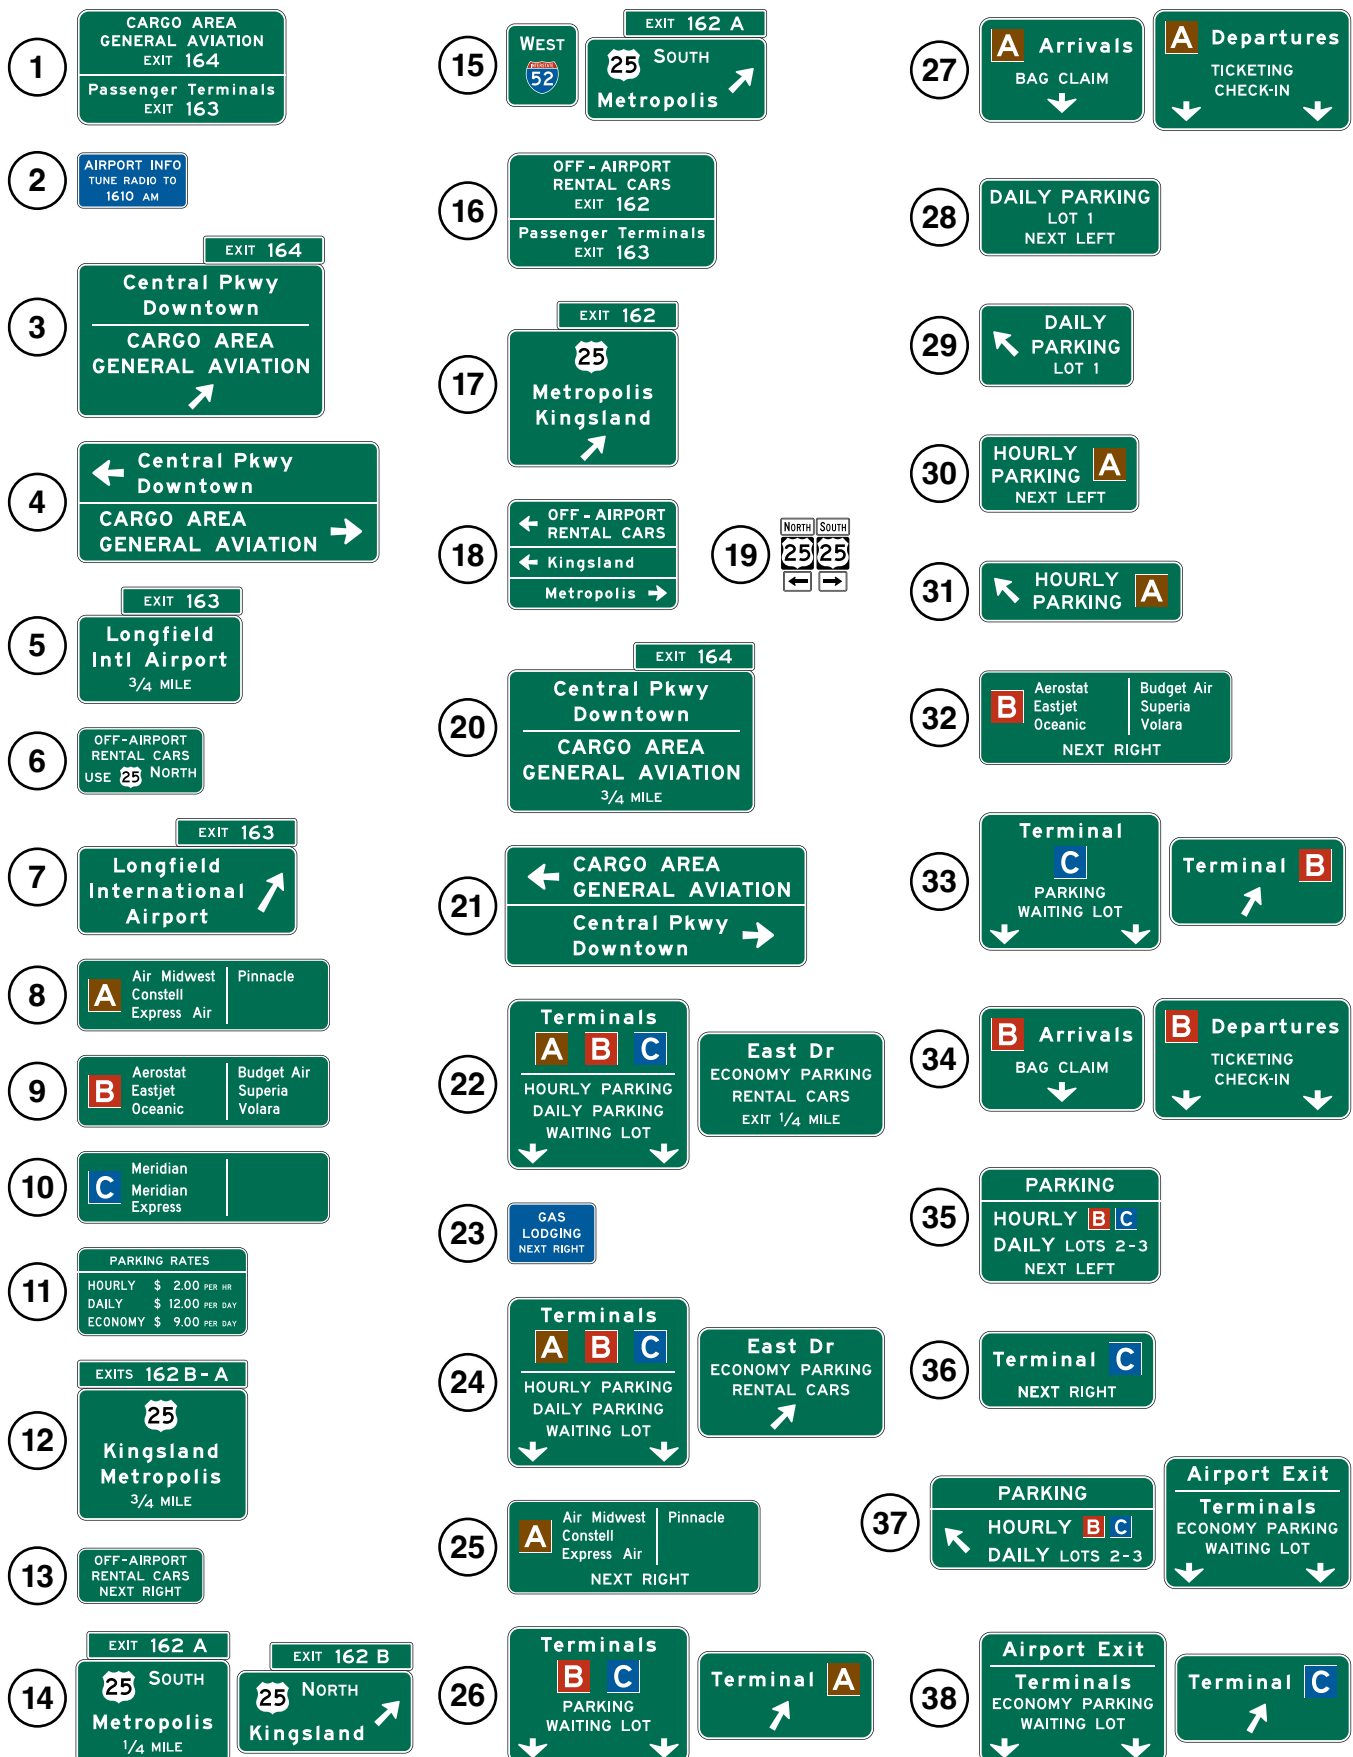 1
CARGO AREA
GENERAL AVIATION
EXIT 164
Passenger Terminals
EXIT 163
2
AIRPORT INFO
TUNE RADIO TO
1610 AM
3
EXIT 164
Central Pkwy
Downtown
CARGO AREA
GENERAL AVIATION
4
Central Pkwy
Downtown
CARGO AREA
GENERAL AVIATION
5
EXIT 163
Longfield
Intl Airport
3/4 MILE
6
OFF-AIRPORT
RENTAL CARS
USE 25 NORTH
7
EXIT 163
Longfield
International
Airport
8
A
Air Midwest
Constell
Express Air
Pinnacle
9
B
Aerostat
Eastjet
Oceanic
Budget Air
Superia
Volara
10
C
Meridian
Meridian
Express
11
PARKING RATES
HOURLY $ 2.00 PER HR
DAILY $ 12.00 PER DAY
ECONOMY $ 9.00 PER DAY
12
EXITS 162 B-A
25
Kingsland
Metropolis
3/4 MILE
13
OFF-AIRPORT
RENTAL CARS
NEXT RIGHT
14
EXIT 162 A
25 SOUTH
Metropolis
1/4 MILE
EXIT 162 B
25 NORTH
Kingsland
15
WEST
INTERSTATE
52
EXIT 162 A
25 SOUTH
Metropolis
16
OFF-AIRPORT
RENTAL CARS
EXIT 162
Passenger Terminals
EXIT 163
17
EXIT 162
25
Metropolis
Kingsland
18
OFF-AIRPORT
RENTAL CARS
Kingsland
Metropolis
19
NORTH SOUTH
25 25
20
EXIT 164
Central Pkwy
Downtown
CARGO AREA
GENERAL AVIATION
3/4 MILE
21
CARGO AREA
GENERAL AVIATION
Central Pkwy
Downtown
22
Terminals
A B C
HOURLY PARKING
DAILY PARKING
WAITING LOT
East Dr
ECONOMY PARKING
RENTAL CARS
EXIT 1/4 MILE
23
GAS
LODGING
NEXT RIGHT
24
Terminals
A B C
HOURLY PARKING
DAILY PARKING
WAITING LOT
East Dr
ECONOMY PARKING
RENTAL CARS
25
A
Air Midwest
Constell
Express Air
Pinnacle
NEXT RIGHT
26
Terminals
B C
PARKING
WAITING LOT
Terminal A
27
A Arrivals
BAG CLAIM
A Departures
TICKETING
CHECK-IN
28
DAILY PARKING
LOT 1
NEXT LEFT
29
DAILY
PARKING
LOT 1
30
HOURLY
PARKING A
NEXT LEFT
31
HOURLY
PARKING A
32
B
Aerostat
Eastjet
Oceanic
Budget Air
Superia
Volara
NEXT RIGHT
33
Terminal
C
PARKING
WAITING LOT
Terminal B
34
B Arrivals
BAG CLAIM
B Departures
TICKETING
CHECK-IN
35
PARKING
HOURLY B C
DAILY LOTS 2-3
NEXT LEFT
36
Terminal C
NEXT RIGHT
37
PARKING
HOURLY B C
DAILY LOTS 2-3
Airport Exit
Terminals
ECONOMY PARKING
WAITING LOT
38
Airport Exit
Terminals
ECONOMY PARKING
WAITING LOT
Terminal C